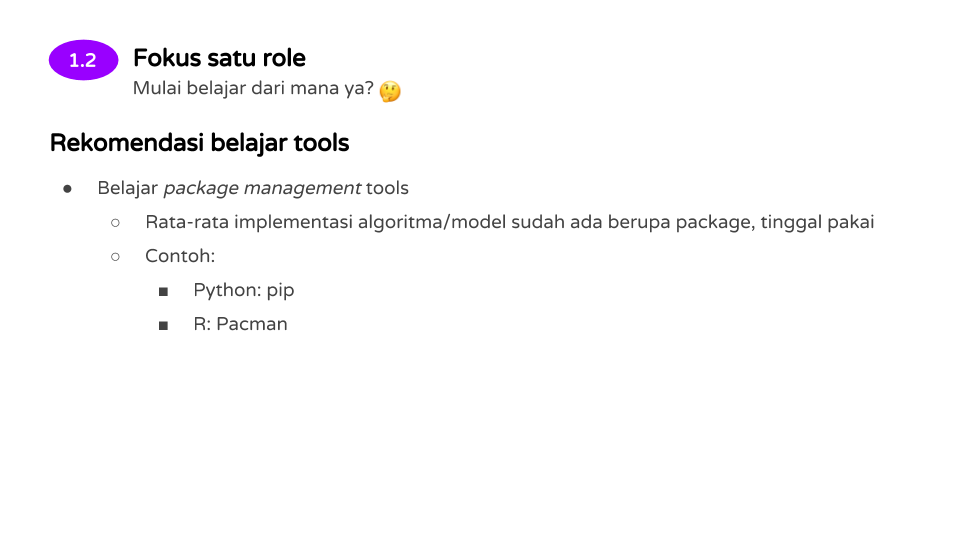 1.2
Fokus satu role
Mulai belajar dari mana ya? 🤔
Rekomendasi belajar tools
● Belajar package management tools
○ Rata-rata implementasi algoritma/model sudah ada berupa package, tinggal pakai
○ Contoh:
■ Python: pip
■ R: Pacman